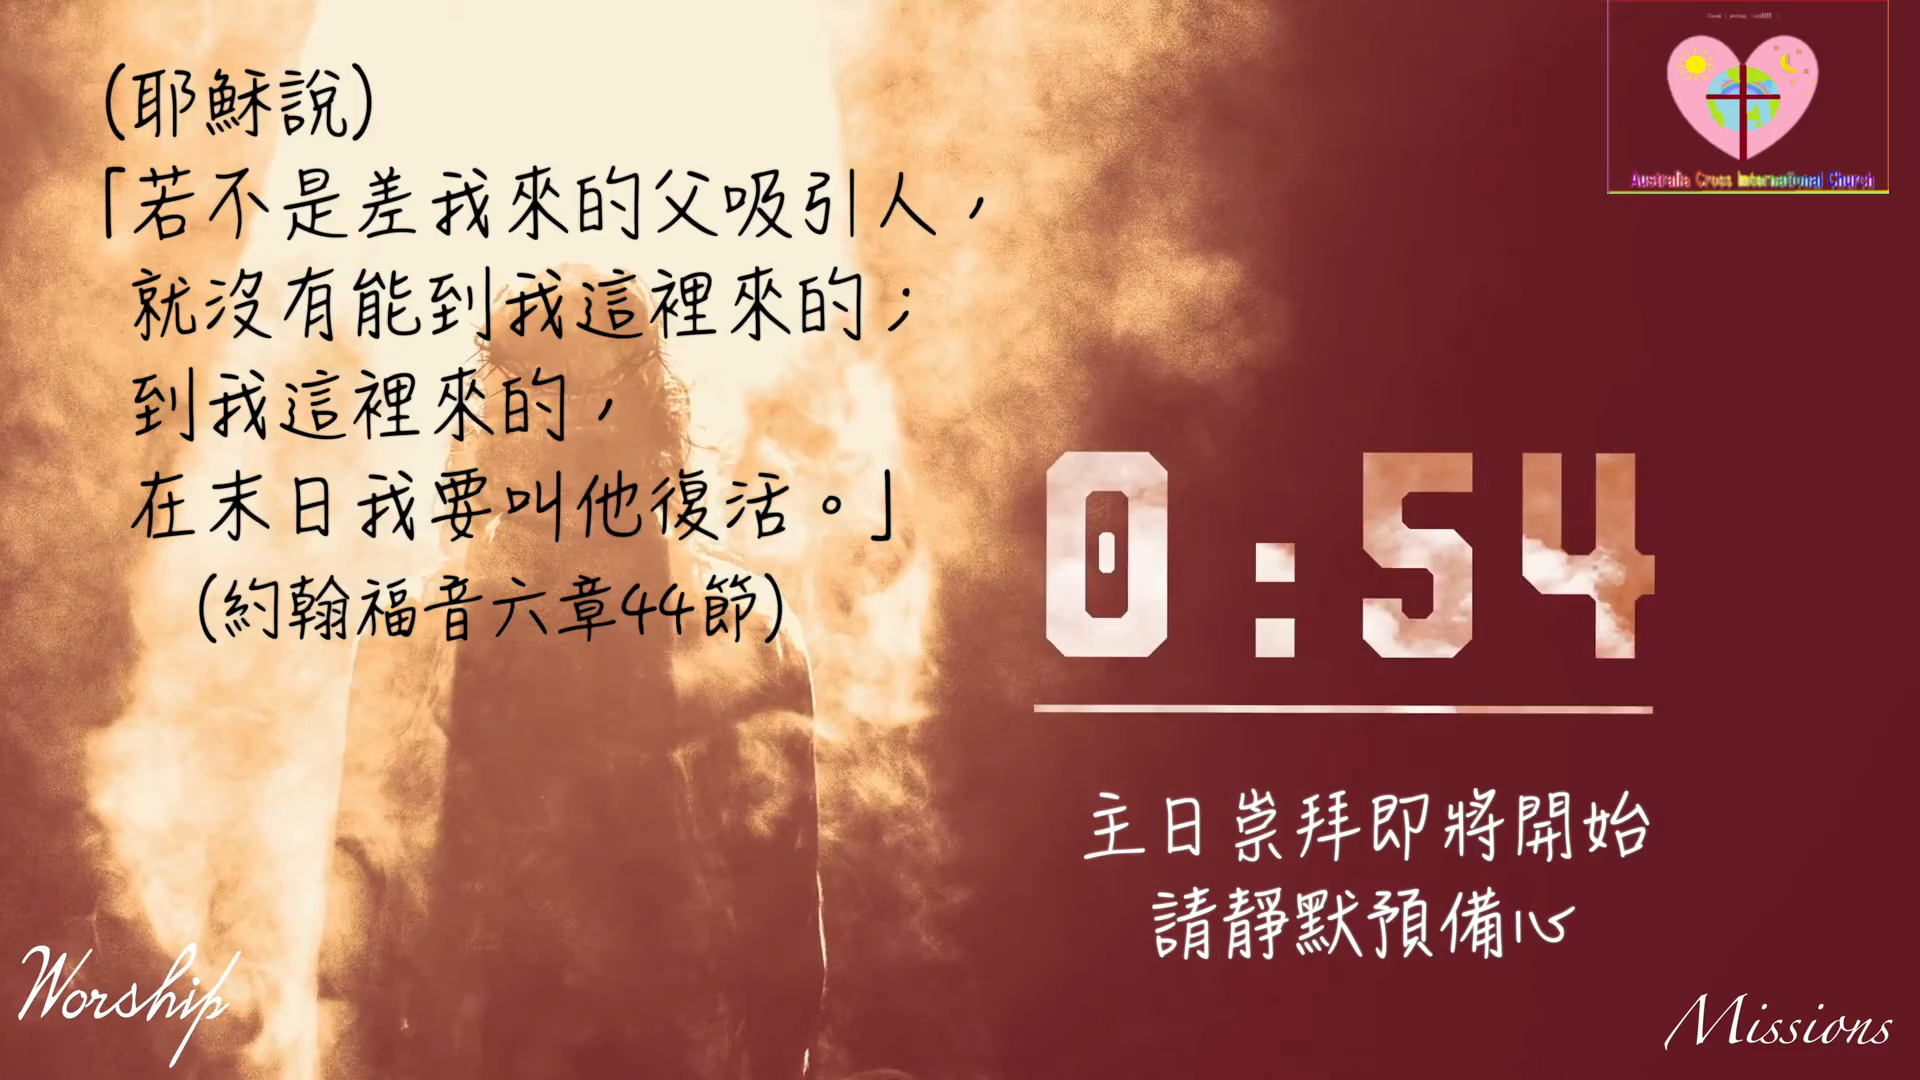 (耶穌說)
「若不是差我來的父吸引人，
就沒有能到我這裡來的；
到我這裡來的，
在末日我要叫他復活。」
(約翰福音六章44節)
Australia Cross International Church
0:54
主日崇拜即將開始
請靜默預備心
Worship
Missions